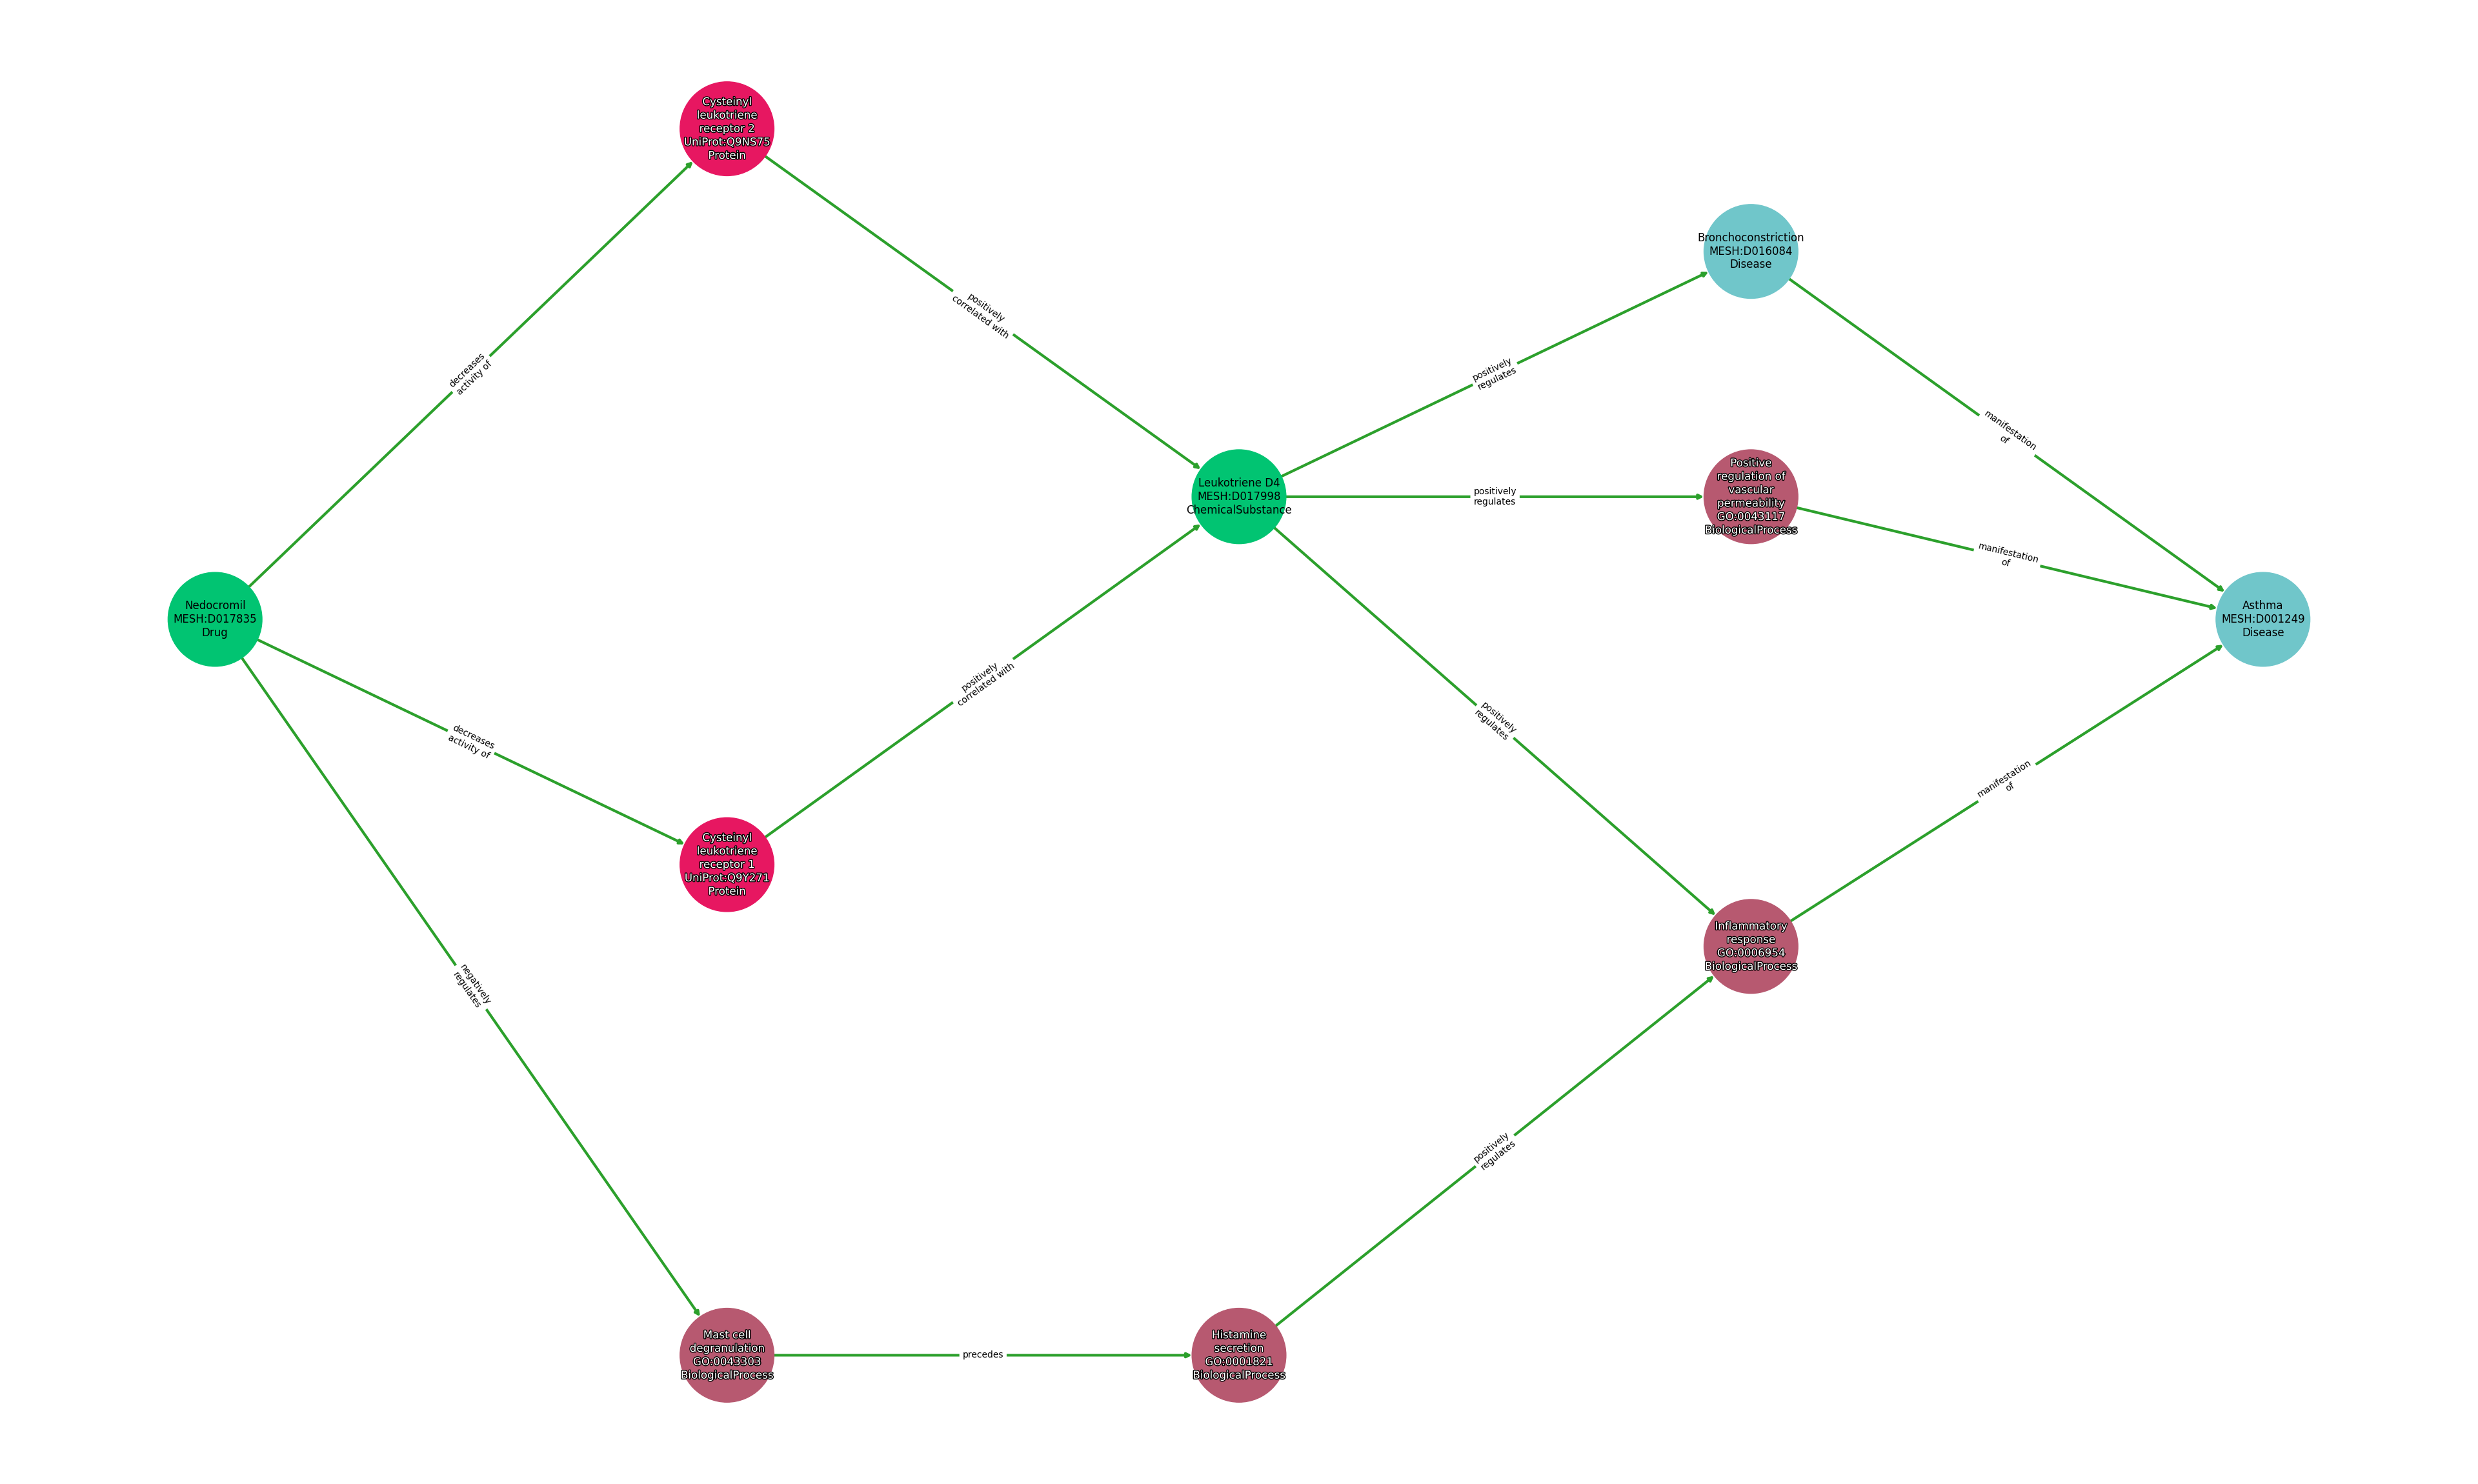 Cysteinyl
leukotriene
receptor 2
UniProt:Q9NS75
Protein
Bronchoconstriction
MESH:D016084
Disease
positively
correlated with
decreases
activity of
positively
regulates
manifestation
of
Leukotriene D4
MESH:D017998
ChemicalSubstance
positively
regulates
Positive
regulation of
vascular
permeability
GO:0043117
BiologicalProcess
manifestation
of
Nedocromil
MESH:D017835
Drug
Asthma
MESH:D001249
Disease
positively
correlated with
decreases
activity of
positively
regulates
manifestation
of
Cysteinyl
leukotriene
receptor 1
UniProt:Q9Y271
Protein
Inflammatory
response
GO:0006954
BiologicalProcess
negatively
regulates
positively
regulates
Mast cell
degranulation
GO:0043303
BiologicalProcess
precedes
Histamine
secretion
GO:0001821
BiologicalProcess